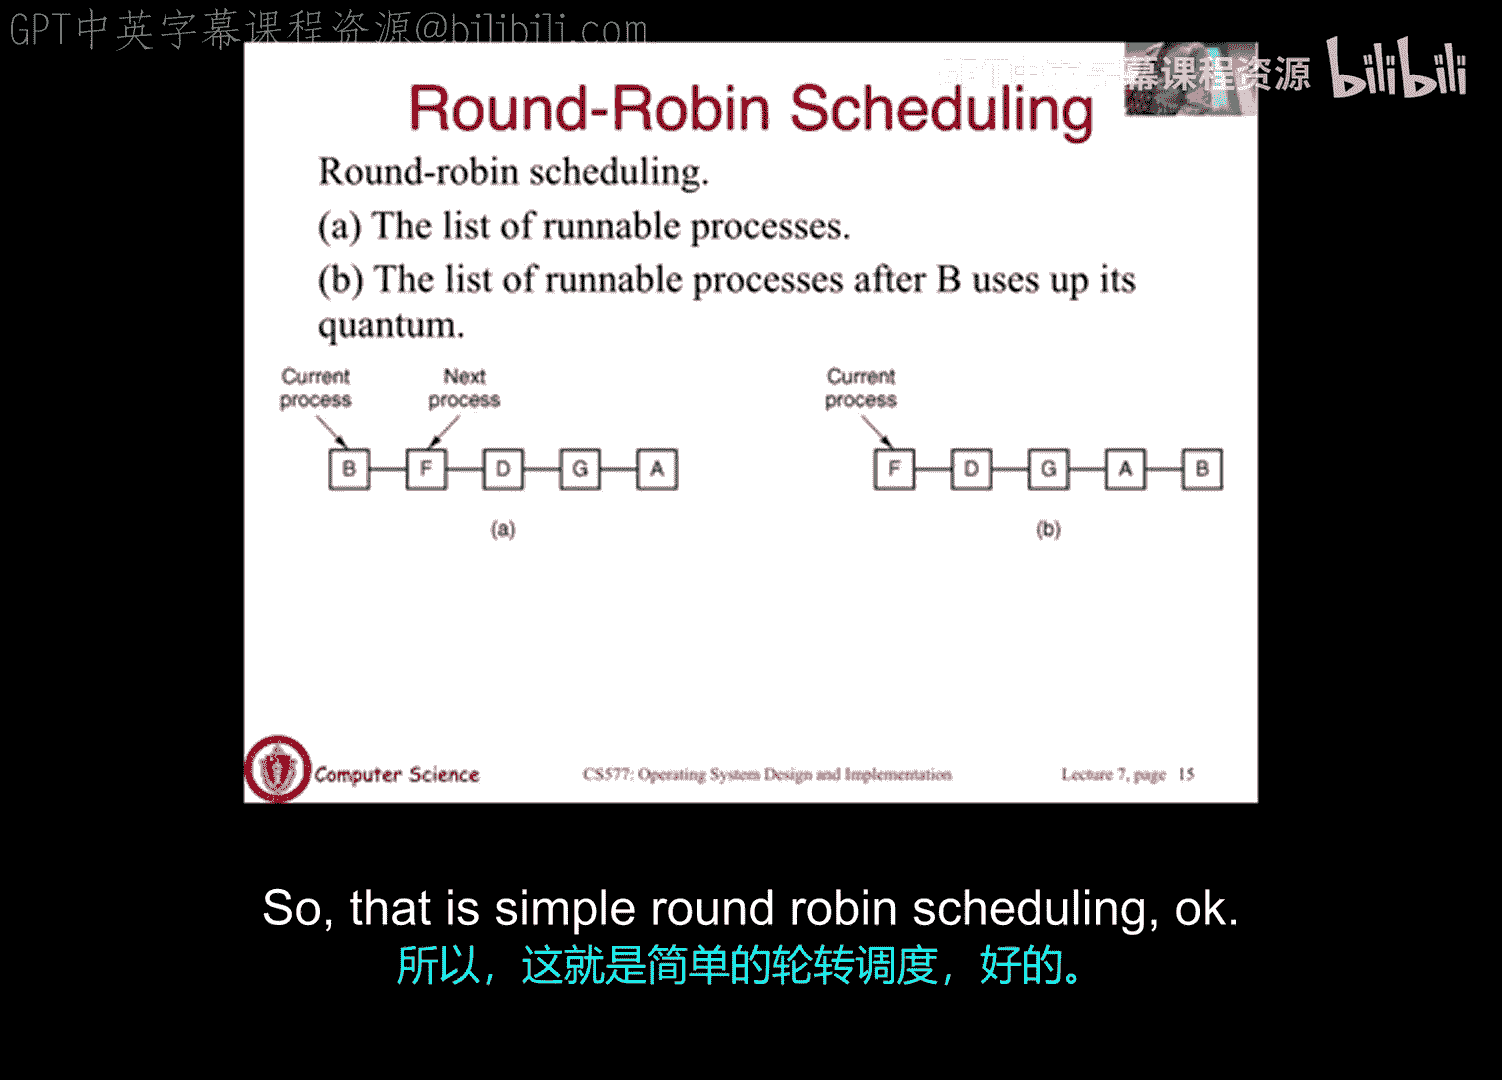 GPT中英字幕课程资源@bilibili.com
幕课程资源 bilibili
Round-Robin Scheduling
Round-robin scheduling.
(a) The list of runnable processes.
(b) The list of runnable processes after B uses up its
quantum.
Current process
Next process
B F D G A
(a)
Current process
F D G A B
(b)
Computer Science
CS577: Operating System Design and Implementation
Lecture 7, page 15
So, that is simple round robin scheduling, ok.
所以，这就是简单的轮转调度，好的。